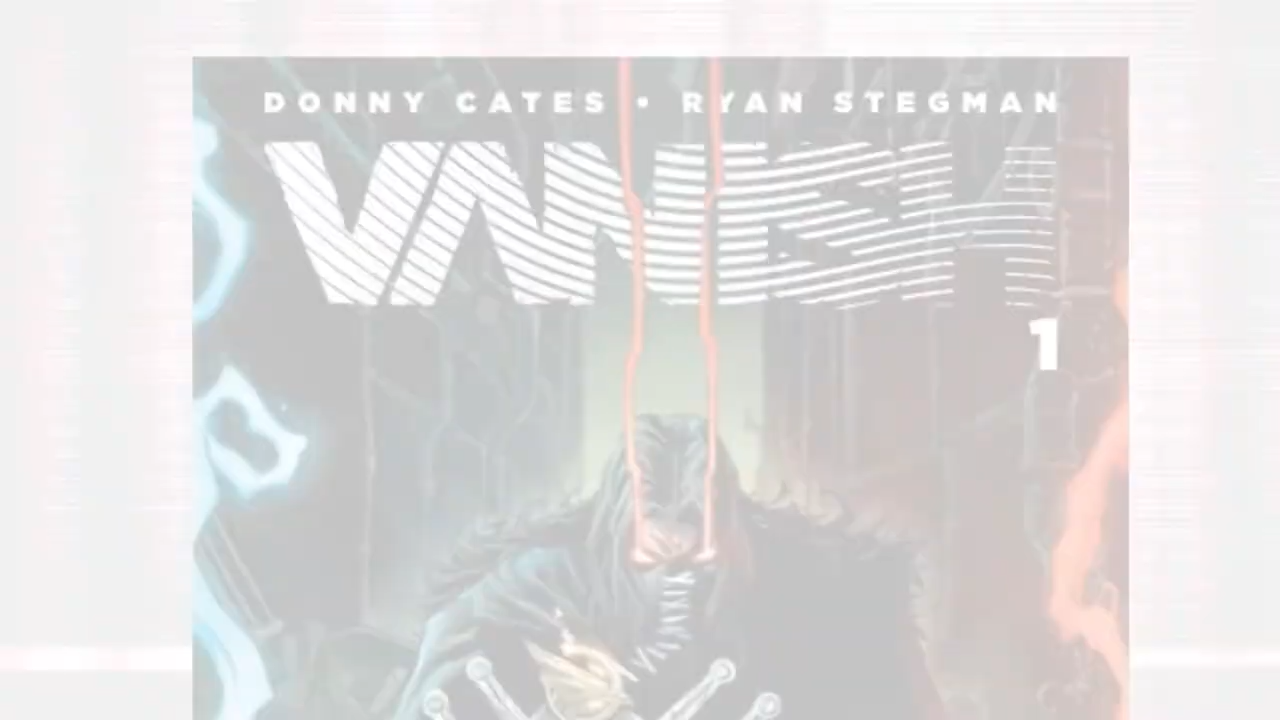 DONNY CATES • RYAN STEGMAN
VANISH
1